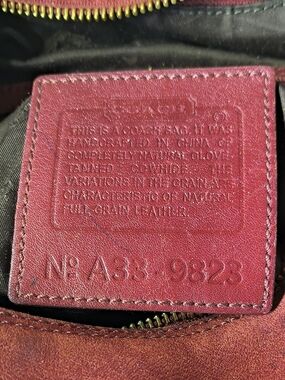 COACH
THIS IS A COACH BAG. IT WAS
HANDCRAFTED IN CHINA OF
COMPLETELY NATURAL GLOVE
TANNED COWHIDE. THE
VARIATIONS IN THE GRAIN ARE
CHARACTERISTIC OF NATURAL
FULL-GRAIN LEATHER.
Nº A33-9823